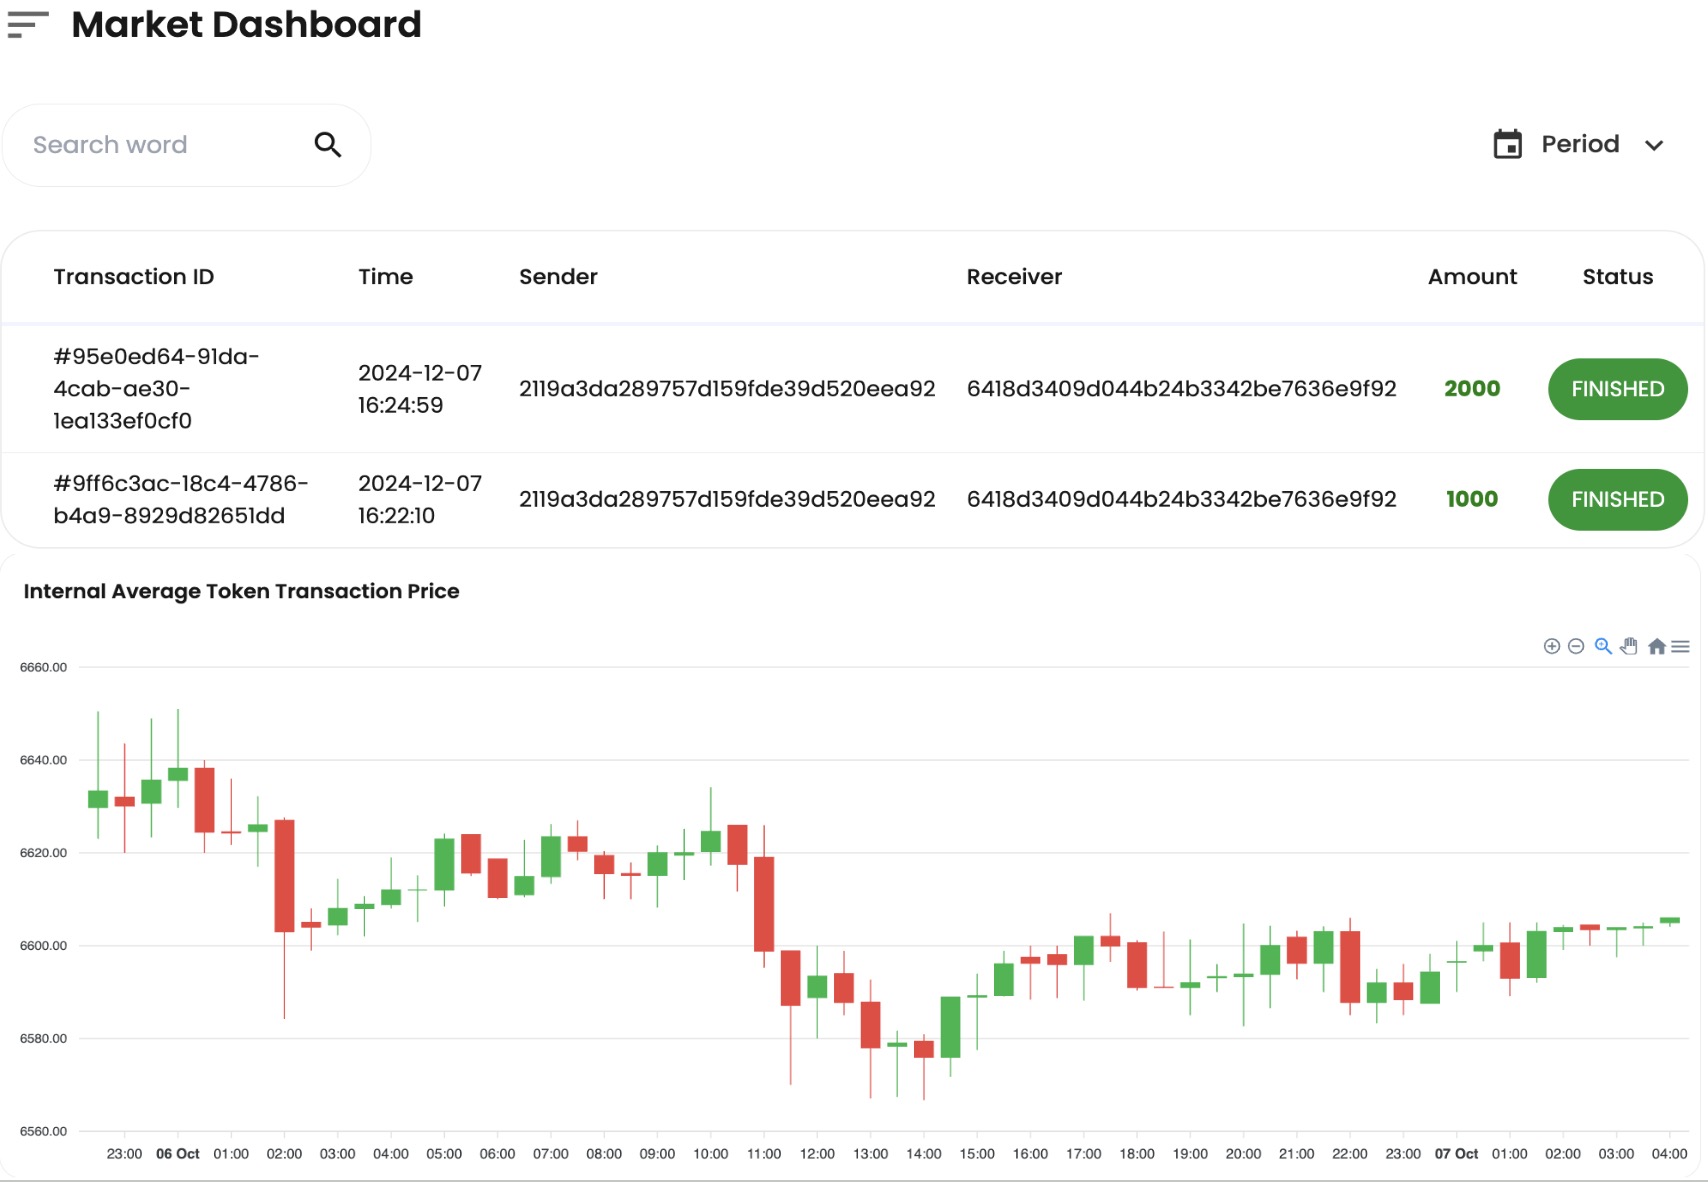 Market Dashboard
Search word
Period
Transaction ID Time Sender Receiver Amount Status
#95e0ed64-91da-
4cab-ae30-
1ea133ef0cf0
2024-12-07
16:24:59
2119a3da289757d159fde39d520eea92 6418d3409d044b24b3342be7636e9f92 2000 FINISHED
#9ff6c3ac-18c4-4786-
b4a9-8929d82651dd
2024-12-07
16:22:10
2119a3da289757d159fde39d520eea92 6418d3409d044b24b3342be7636e9f92 1000 FINISHED
Internal Average Token Transaction Price
6660.00
6640.00
6620.00
6600.00
6580.00
6560.00
23:00 06 Oct 01:00 02:00 03:00 04:00 05:00 06:00 07:00 08:00 09:00 10:00 11:00 12:00 13:00 14:00 15:00 16:00 17:00 18:00 19:00 20:00 21:00 22:00 23:00 07 Oct 01:00 02:00 03:00 04:00